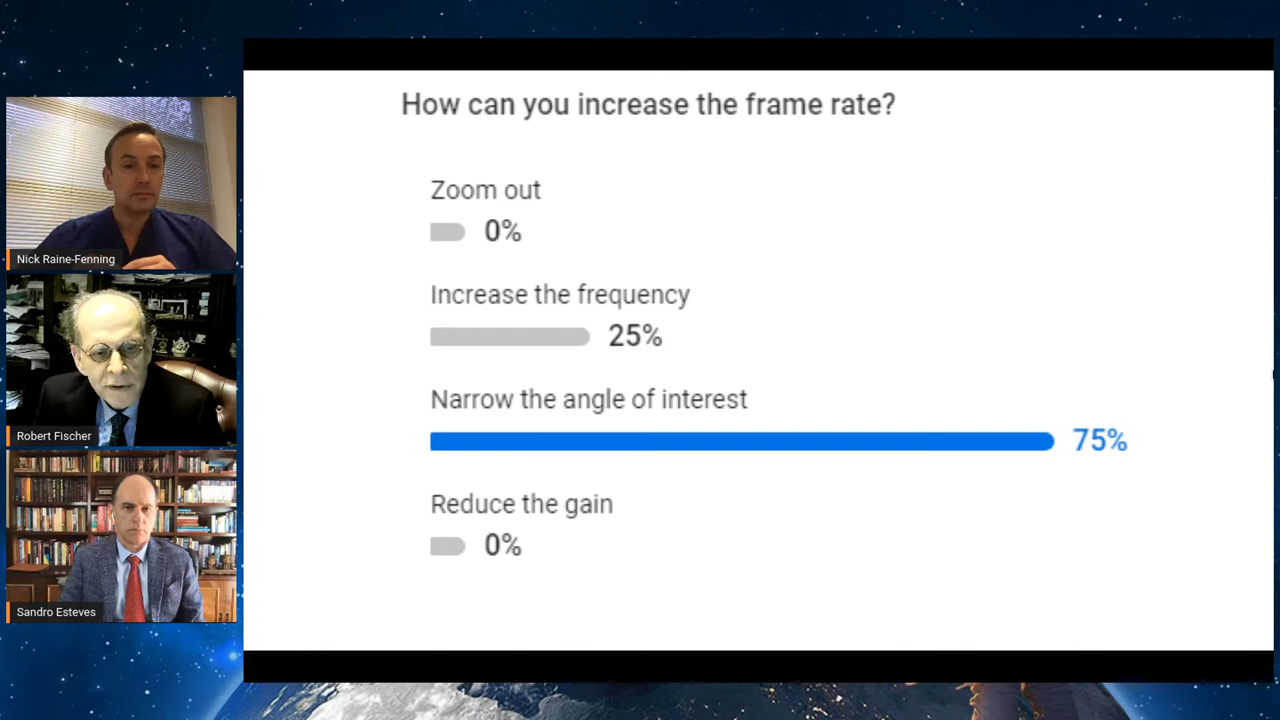 How can you increase the frame rate?
Zoom out
0%
Increase the frequency
25%
Narrow the angle of interest
75%
Reduce the gain
0%
Nick Raine-Fenning
Robert Fischer
Sandro Esteves